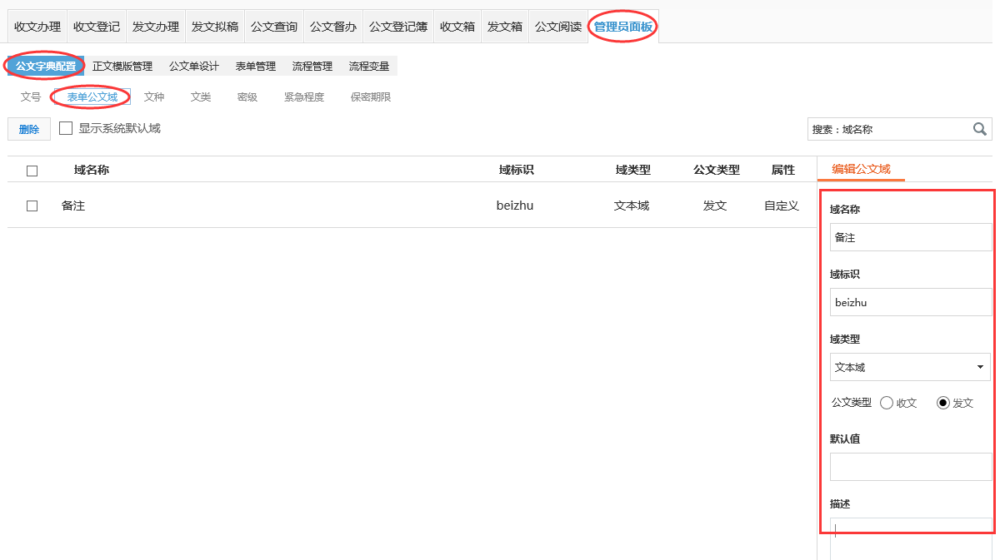 收文办理 收文登记 发文办理 发文拟稿 公文查询 公文督办 公文登记簿 收文箱 发文箱 公文阅读 管理员面板
公文字典配置 正文模版管理 公文单设计 表单管理 流程管理 流程变量
文号 表单公文域 文种 文类 密级 紧急程度 保密期限
删除 显示系统默认域 搜索：域名称
域名称 域标识 域类型 公文类型 属性 编辑公文域
备注 beizhu 文本域 发文 自定义
域名称
备注
域标识
beizhu
域类型
文本域
公文类型 收文 发文
默认值
描述